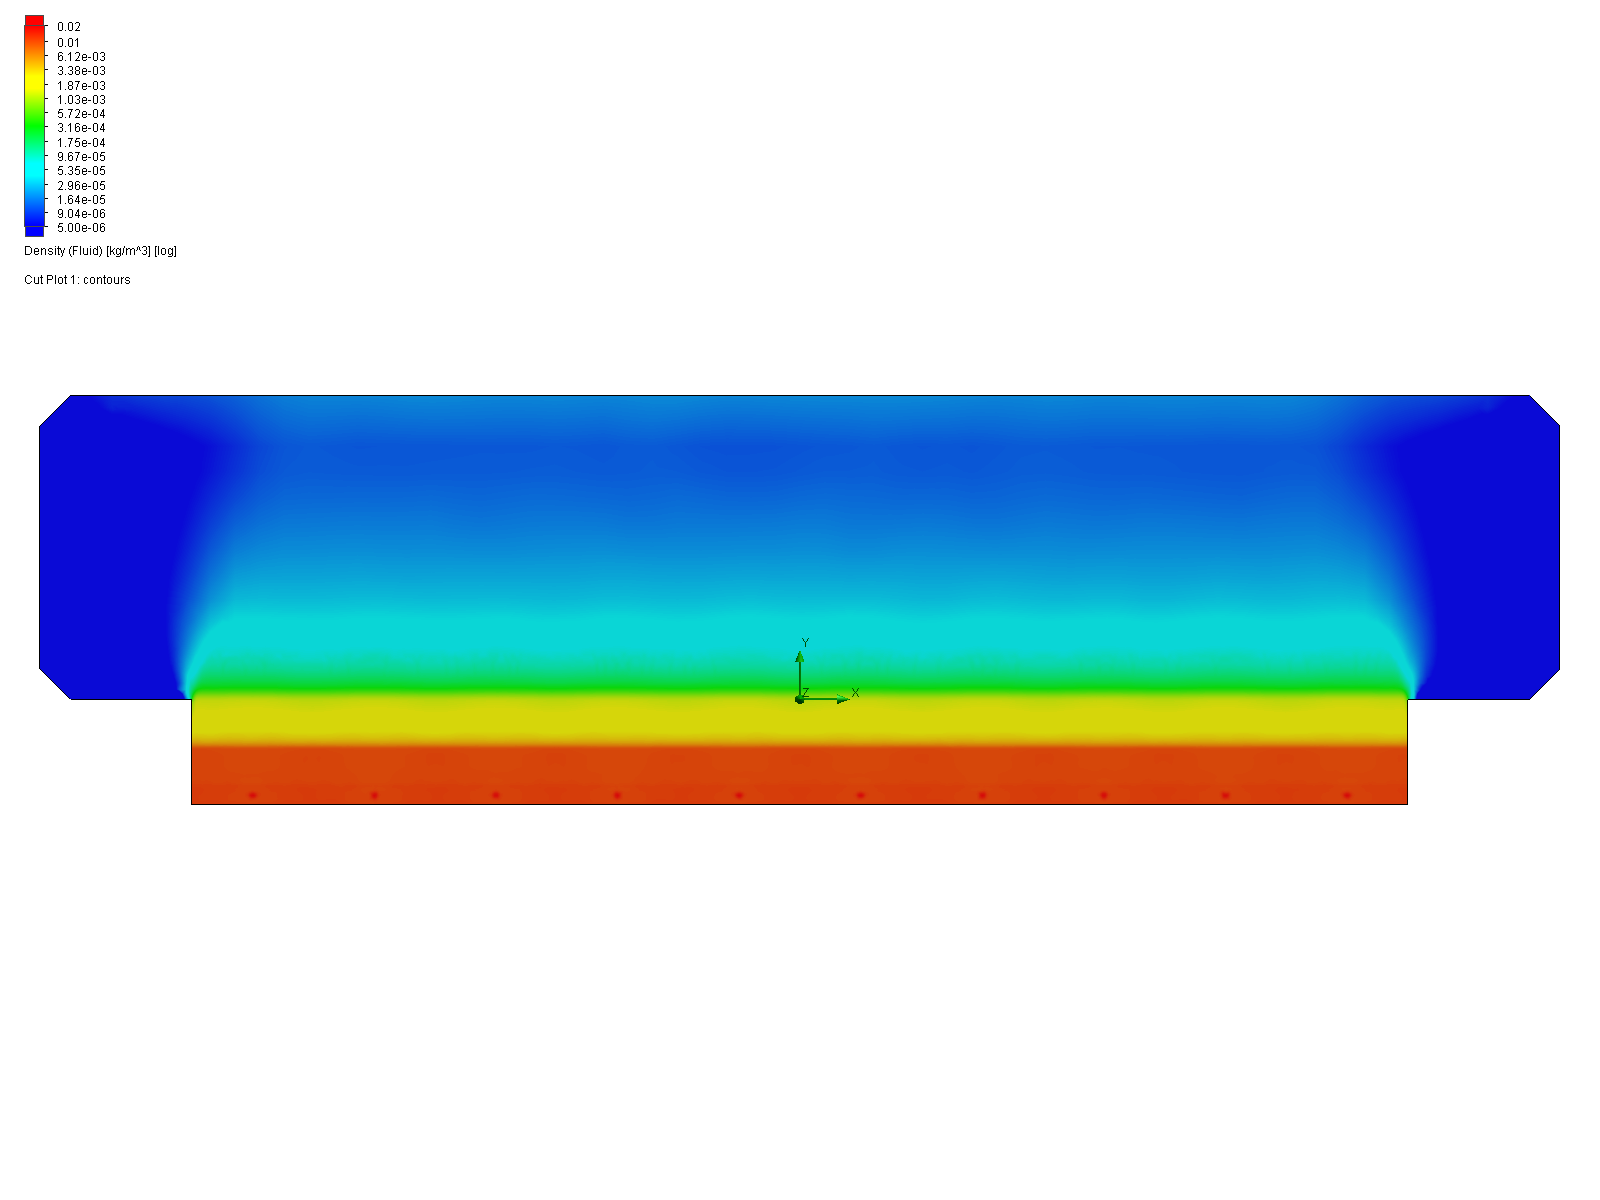 0.02
0.01
6.12e-03
3.38e-03
1.87e-03
1.03e-03
5.72e-04
3.16e-04
1.75e-04
9.67e-05
5.35e-05
2.96e-05
1.64e-05
9.04e-06
5.00e-06
Density (Fluid) [kg/m^3] [log]
Cut Plot 1: contours
Y
Z
X